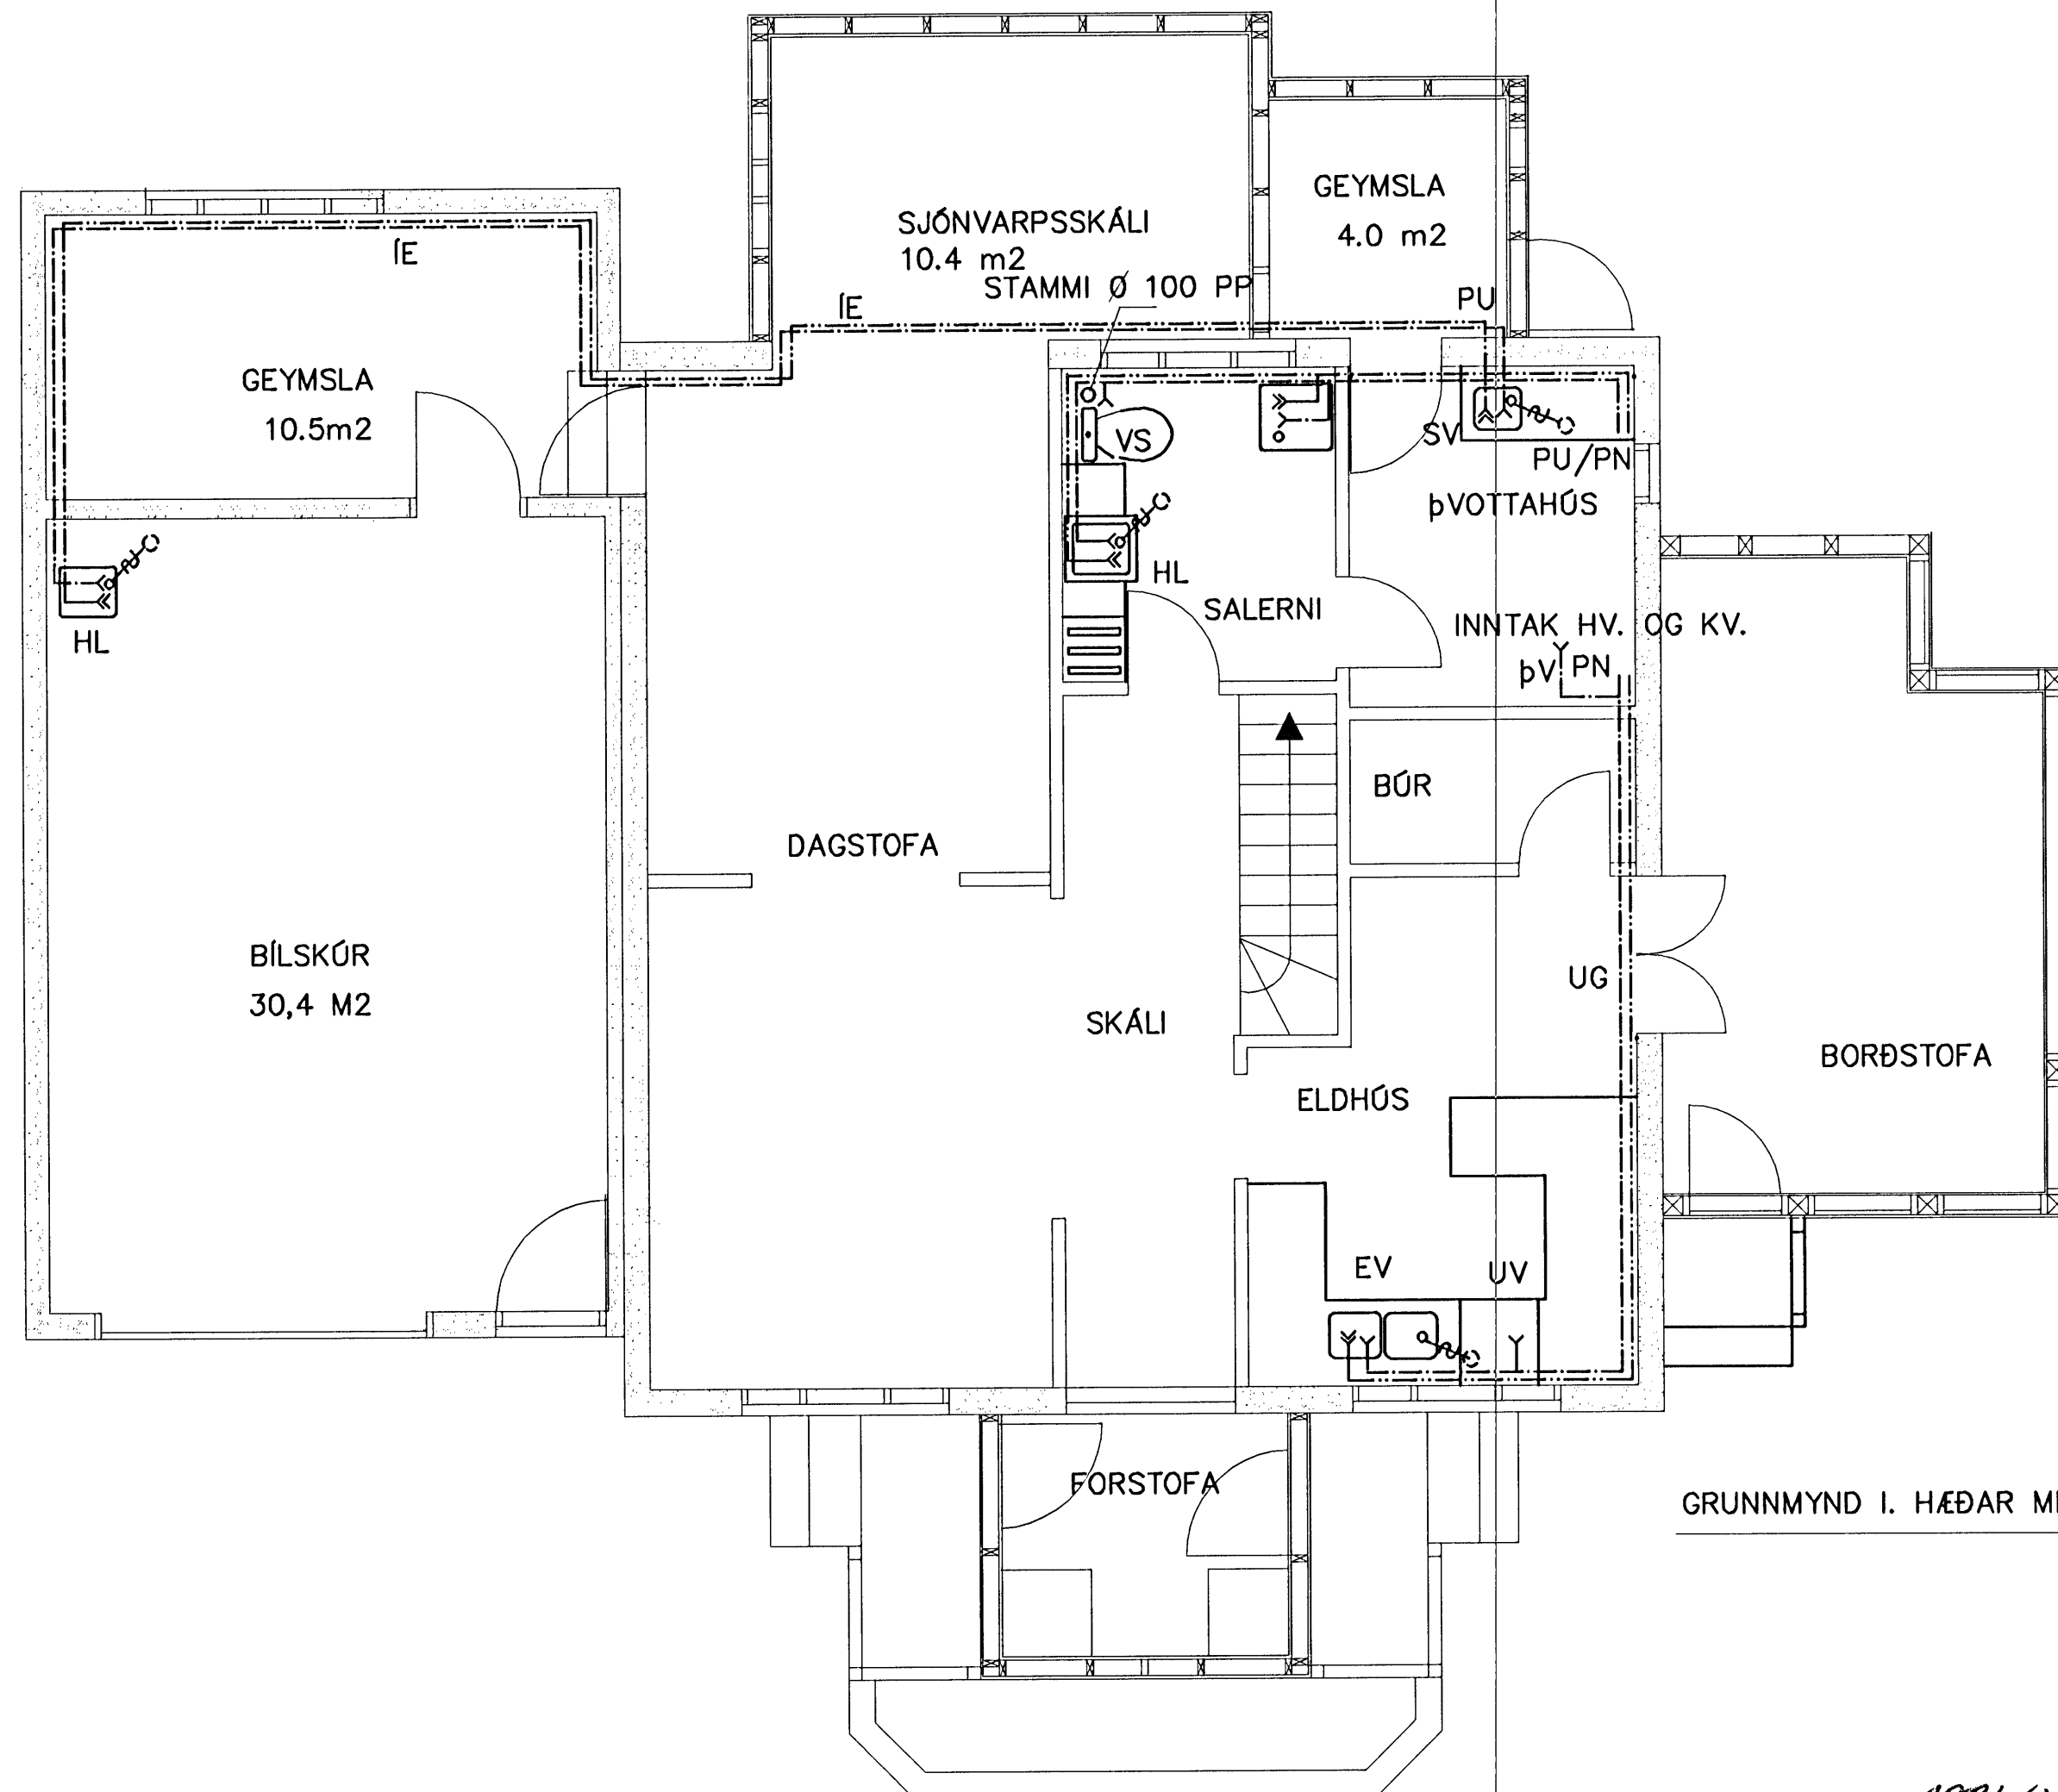 GEYMSLA
4.0 m2
SJÓNVARPSSKÁLI
10.4 m2
STAMMI Ø 100 PP
ÍE
ÍE
PU
GEYMSLA
10.5m2
VS
SV
PU/PN
ÞVOTTAHÚS
HL
HL
SALERNI
INNTAK HV. OG KV.
ÞV PN
BÚR
DAGSTOFA
BÍLSKÚR
30,4 M2
UG
SKÁLI
BORÐSTOFA
ELDHÚS
EV
UV
FORSTOFA
GRUNNMYND I. HÆÐAR